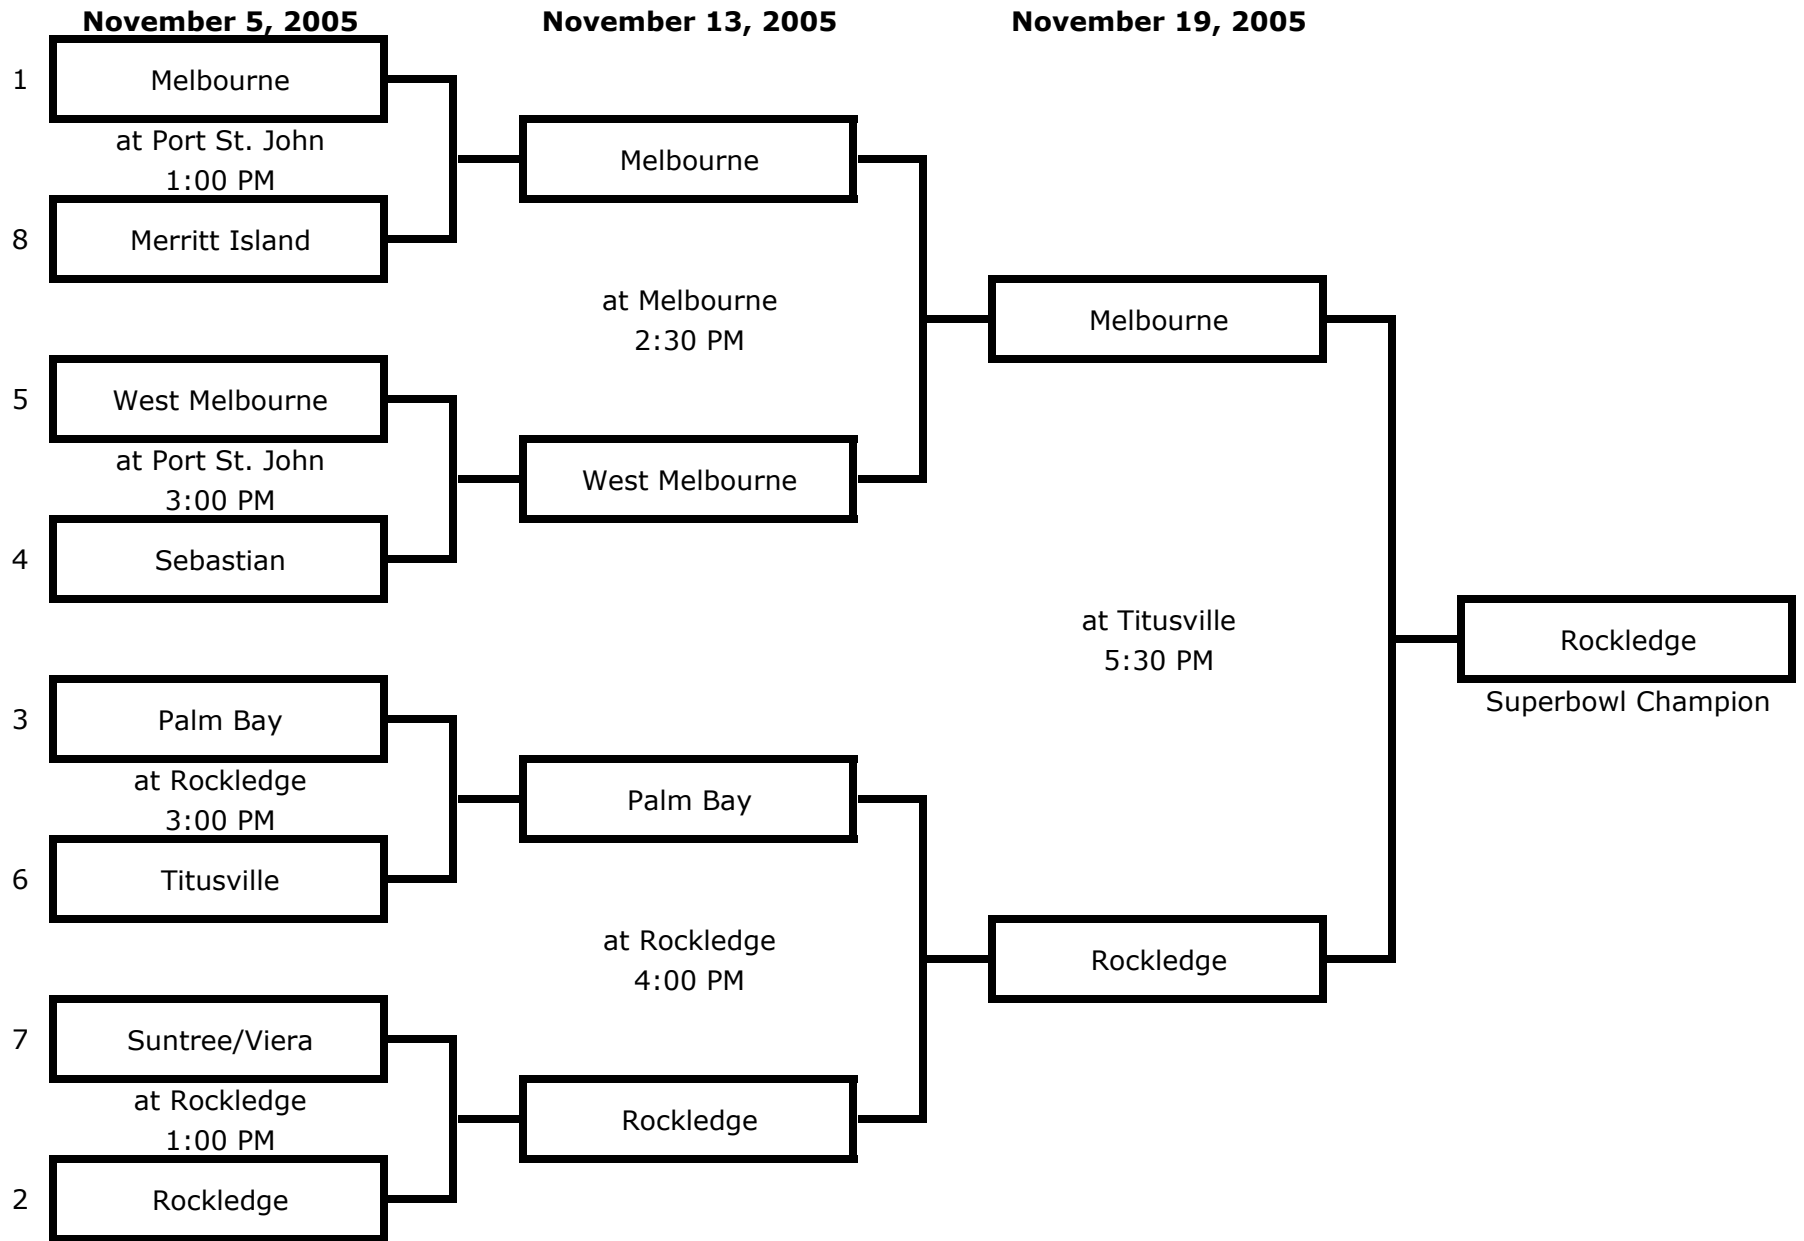 November 5, 2005
November 13, 2005
November 19, 2005
1
Melbourne
at Port St. John
1:00 PM
8
Merritt Island
5
West Melbourne
at Port St. John
3:00 PM
4
Sebastian
3
Palm Bay
at Rockledge
3:00 PM
6
Titusville
7
Suntree/Viera
at Rockledge
1:00 PM
2
Rockledge
Melbourne
at Melbourne
2:30 PM
West Melbourne
Palm Bay
at Rockledge
4:00 PM
Rockledge
Melbourne
at Titusville
5:30 PM
Rockledge
Rockledge
Superbowl Champion